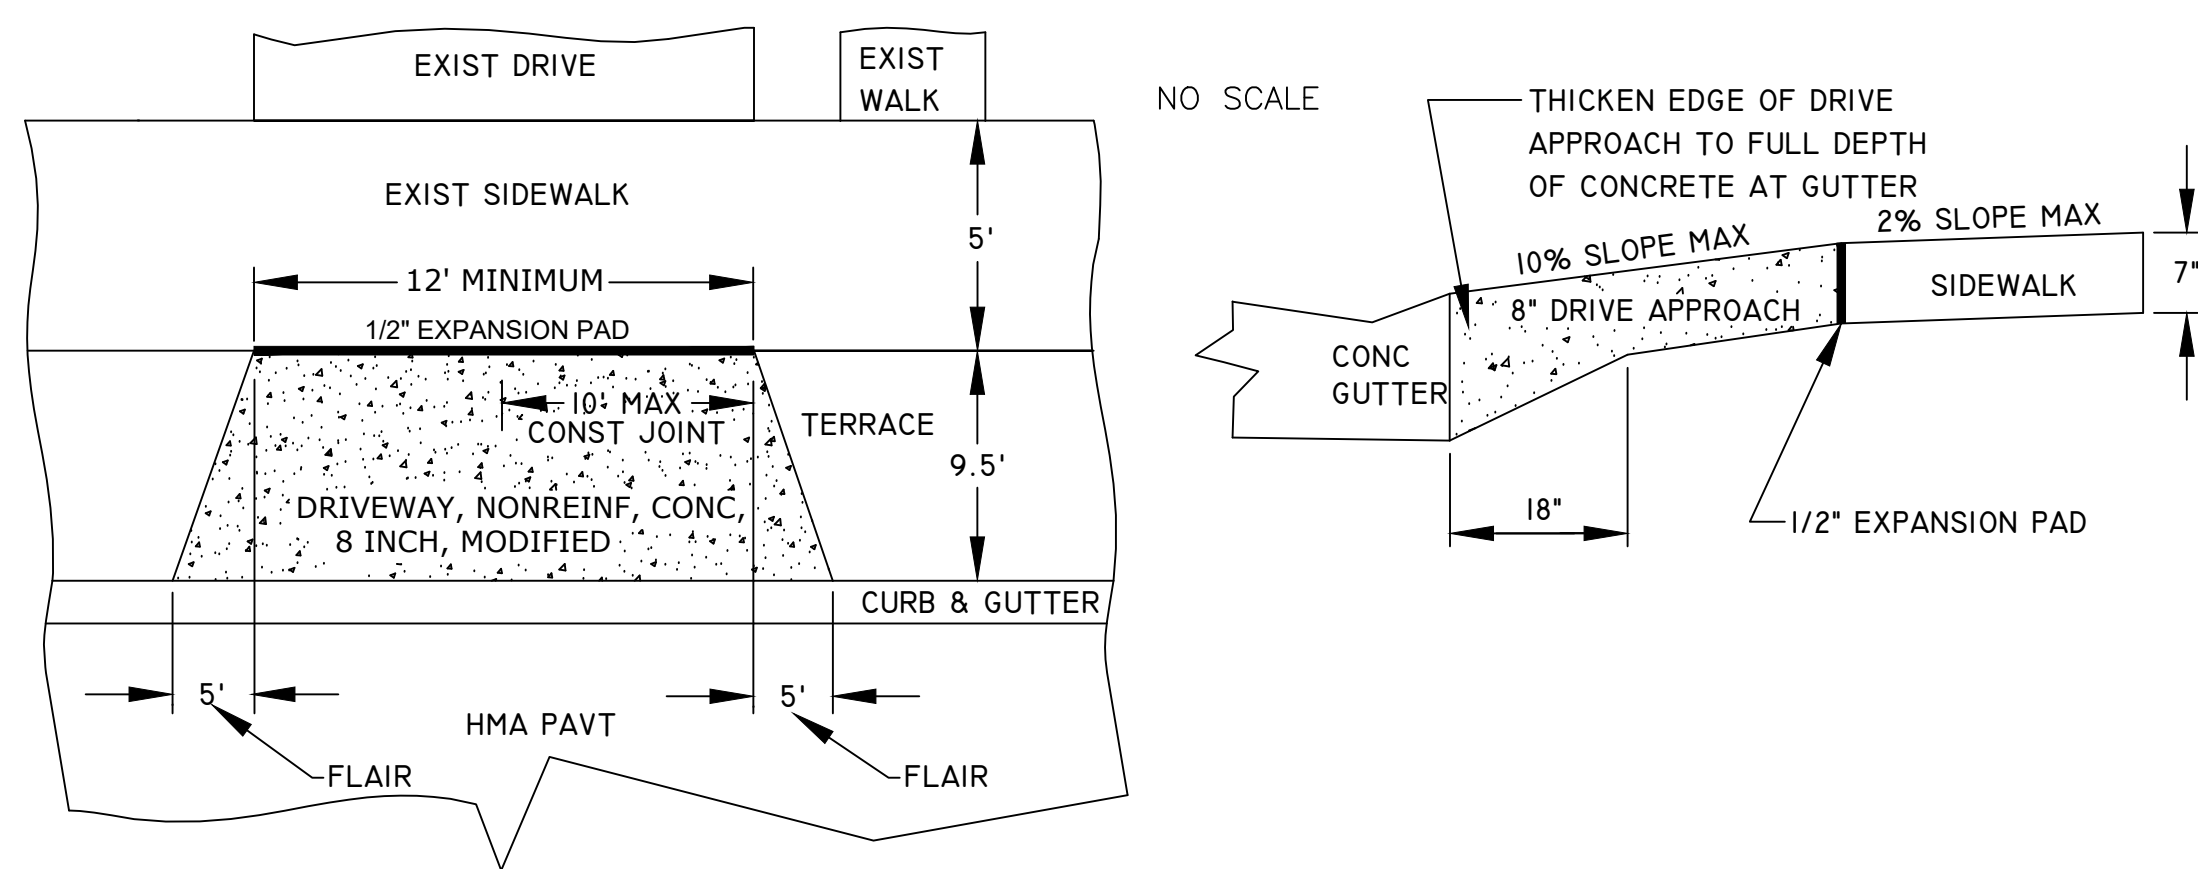 EXIST DRIVE
EXIST
WALK
EXIST SIDEWALK
5'
12' MINIMUM
1/2" EXPANSION PAD
10' MAX
CONST JOINT
TERRACE
9.5'
DRIVEWAY, NONREINF, CONC,
8 INCH, MODIFIED
CURB & GUTTER
5'
5'
HMA PAVT
FLAIR
FLAIR
NO SCALE
THICKEN EDGE OF DRIVE
APPROACH TO FULL DEPTH
OF CONCRETE AT GUTTER
2% SLOPE MAX
10% SLOPE MAX
7"
SIDEWALK
8" DRIVE APPROACH
CONC
GUTTER
18"
1/2" EXPANSION PAD